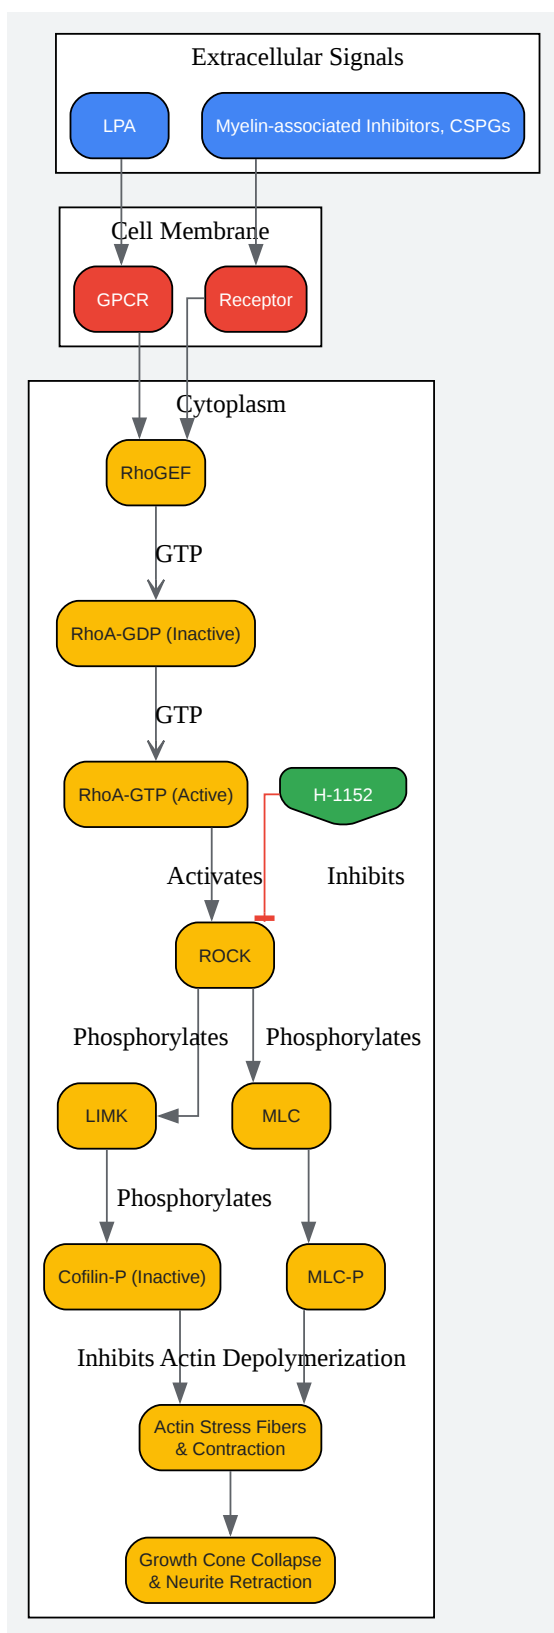 Extracellular Signals
LPA
Myelin-associated Inhibitors, CSPGs
Cell Membrane
GPCR
Receptor
Cytoplasm
RhoGEF
GTP
RhoA-GDP (Inactive)
GTP
RhoA-GTP (Active)
H-1152
Activates
Inhibits
ROCK
Phosphorylates
Phosphorylates
LIMK
MLC
Phosphorylates
Cofilin-P (Inactive)
MLC-P
Inhibits Actin Depolymerization
Actin Stress Fibers
& Contraction
Growth Cone Collapse
& Neurite Retraction